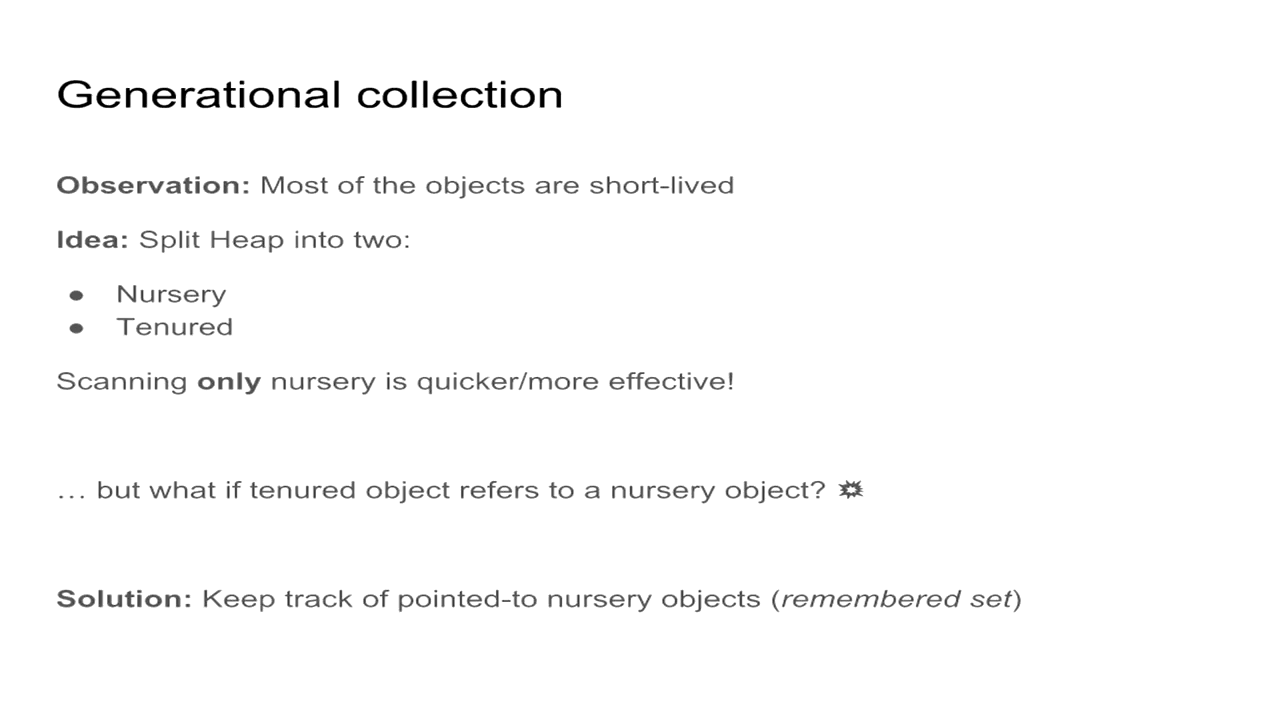 Generational collection
Observation: Most of the objects are short-lived
Idea: Split Heap into two:
● Nursery
● Tenured
Scanning only nursery is quicker/more effective!
… but what if tenured object refers to a nursery object? 💥
Solution: Keep track of pointed-to nursery objects (remembered set)